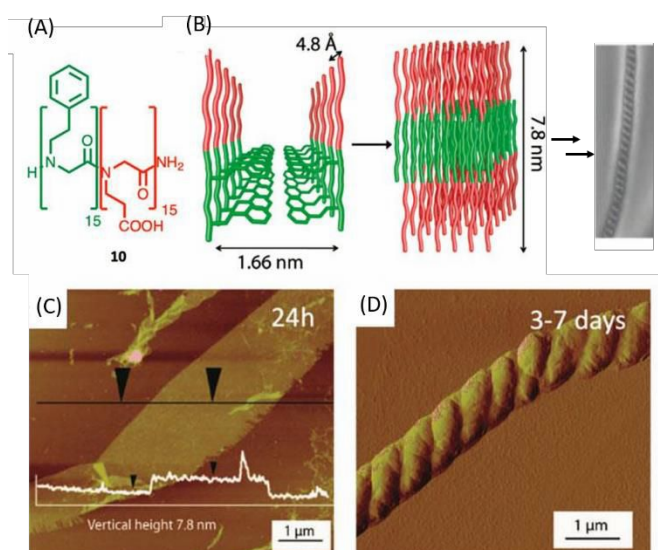 (A)
(B)
4.8 Å
O
N
H
15
N
O
NH₂
15
COOH
10
1.66 nm
7.8 nm
(C)
24h
Vertical height 7.8 nm
1 µm
(D)
3-7 days
1 µm